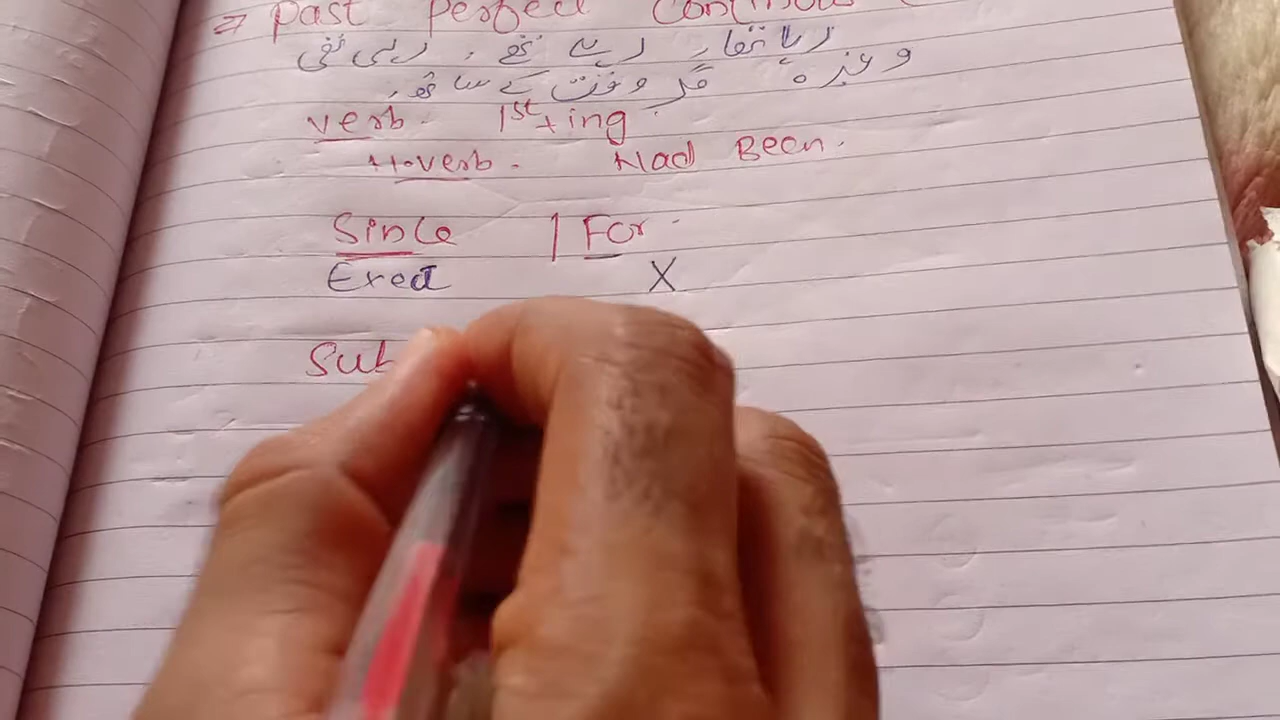 ⇒ Past Perfect Continuous
رہا تھا، رہے تھے، رہی تھی
وغیرہ مگر وقت کے ساتھ۔
verb. 1st+ing
H.verb. Had Been.
Since | For
Exect X
Sub